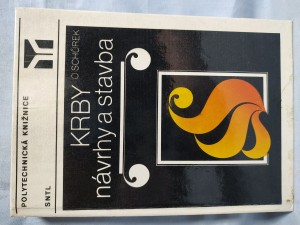 POLYTECHNICKÁ KNIŽNICE
SNTL
O SCHÜREK
KRBY
návrhy a stavba